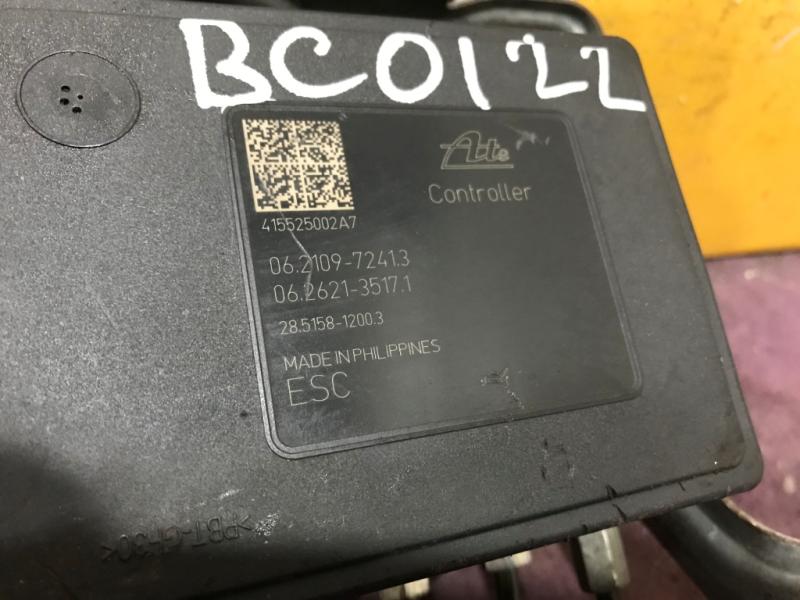 BC0122
Ate
Controller
415525002A7
06.2109-7241.3
06.2621-3517.1
28.5158-1200.3
MADE IN PHILIPPINES
ESC
>PBT-GF30<